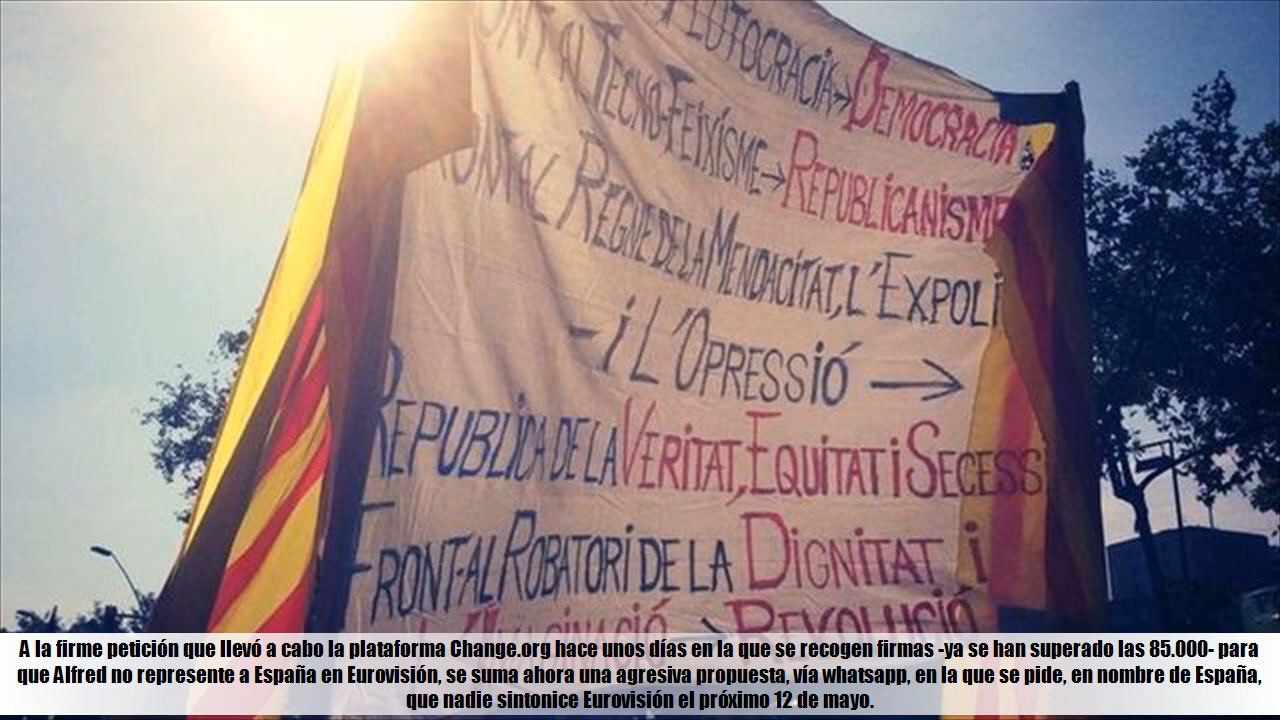 PLUTOCRACIA→DEMOCRACIA
AL TECNO-FEIXÍSME→REPUBLICANISME
AL REGNE DE LA MENDACITAT, L'EXPOLI
- i L'OPRESSIÓ →
REPUBLICA DE LA VERITAT, EQUITAT i SECESS
FRONT-AL ROBATORI DE LA DIGNITAT i
→ REVOLUCIÓ
A la firme petición que llevó a cabo la plataforma Change.org hace unos días en la que se recogen firmas -ya se han superado las 85.000- para
que Alfred no represente a España en Eurovisión, se suma ahora una agresiva propuesta, vía whatsapp, en la que se pide, en nombre de España,
que nadie sintonice Eurovisión el próximo 12 de mayo.